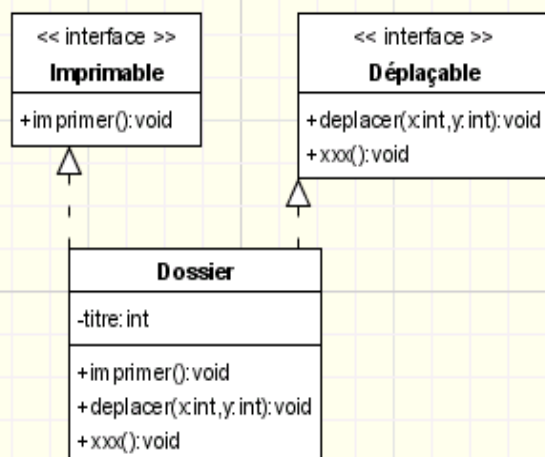 << interface >>
Imprimable
+imprimer():void
<< interface >>
Déplaçable
+deplacer(x:int,y:int):void
+xxx():void
Dossier
-titre:int
+imprimer():void
+deplacer(x:int,y:int):void
+xxx():void